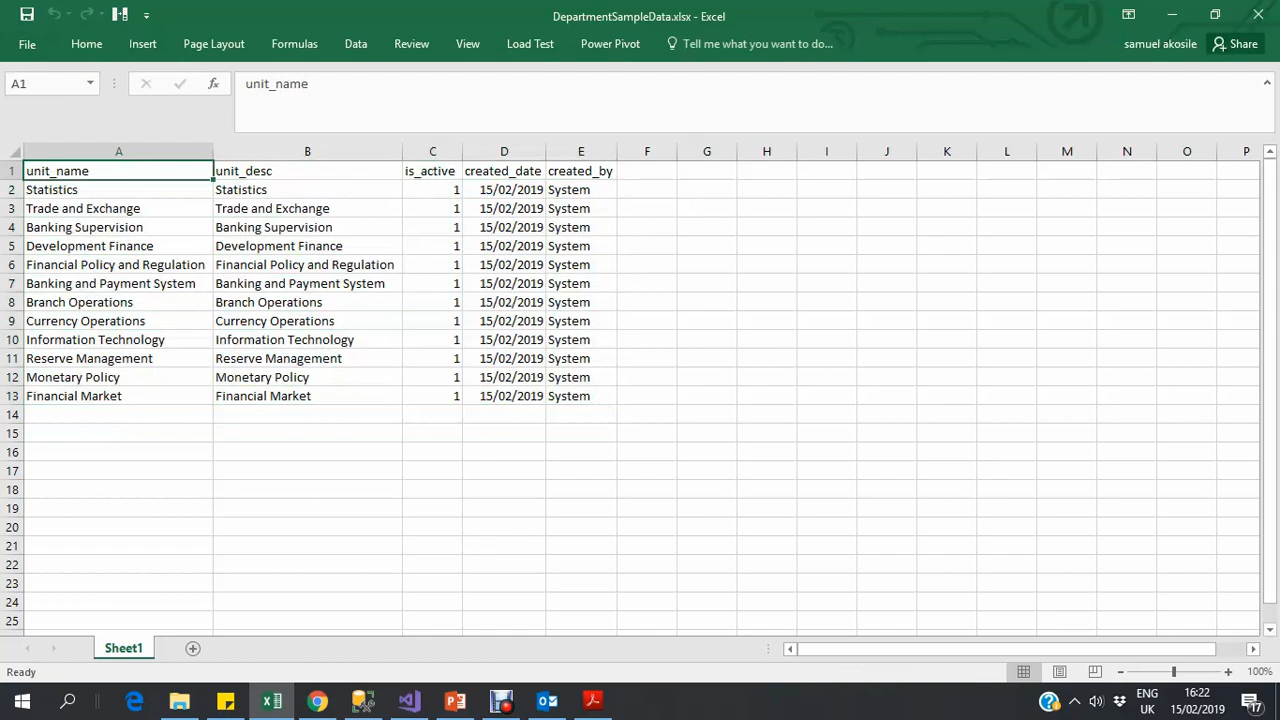 DepartmentSampleData.xlsx - Excel
File Home Insert Page Layout Formulas Data Review View Load Test Power Pivot Tell me what you want to do... samuel akosile Share
A1 fx unit_name
A B C D E F G H I J K L M N O P
1 unit_name unit_desc is_active created_date created_by
2 Statistics Statistics 1 15/02/2019 System
3 Trade and Exchange Trade and Exchange 1 15/02/2019 System
4 Banking Supervision Banking Supervision 1 15/02/2019 System
5 Development Finance Development Finance 1 15/02/2019 System
6 Financial Policy and Regulation Financial Policy and Regulation 1 15/02/2019 System
7 Banking and Payment System Banking and Payment System 1 15/02/2019 System
8 Branch Operations Branch Operations 1 15/02/2019 System
9 Currency Operations Currency Operations 1 15/02/2019 System
10 Information Technology Information Technology 1 15/02/2019 System
11 Reserve Management Reserve Management 1 15/02/2019 System
12 Monetary Policy Monetary Policy 1 15/02/2019 System
13 Financial Market Financial Market 1 15/02/2019 System
14
15
16
17
18
19
20
21
22
23
24
25
Sheet1
Ready 100%
ENG 16:22
UK 15/02/2019 17